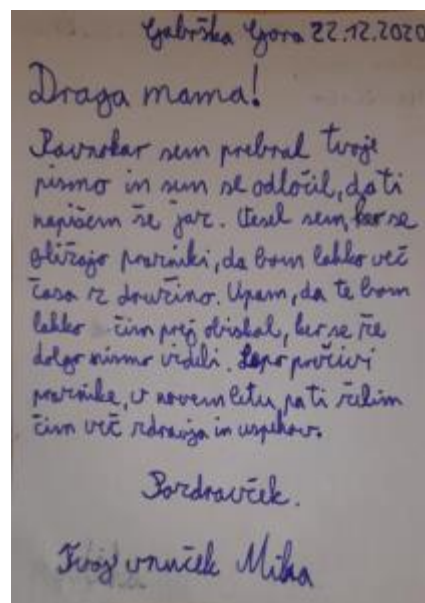 Gabrška Gora 22.12.2020
Draga mama!
Ravnokar sem prebral tvoje
pismo in sem se odločil, da ti
napišem še jaz. Vesel sem, ker se
bližajo prazniki, da bom lahko več
časa z družino. Upam, da te bom
lahko čim prej obiskal, ker se že
dolgo nismo videli. Lepo preživi
praznike, v novem letu pa ti želim
čim več zdravja in uspehov.
Pozdravček.
Tvoj vnuček Miha